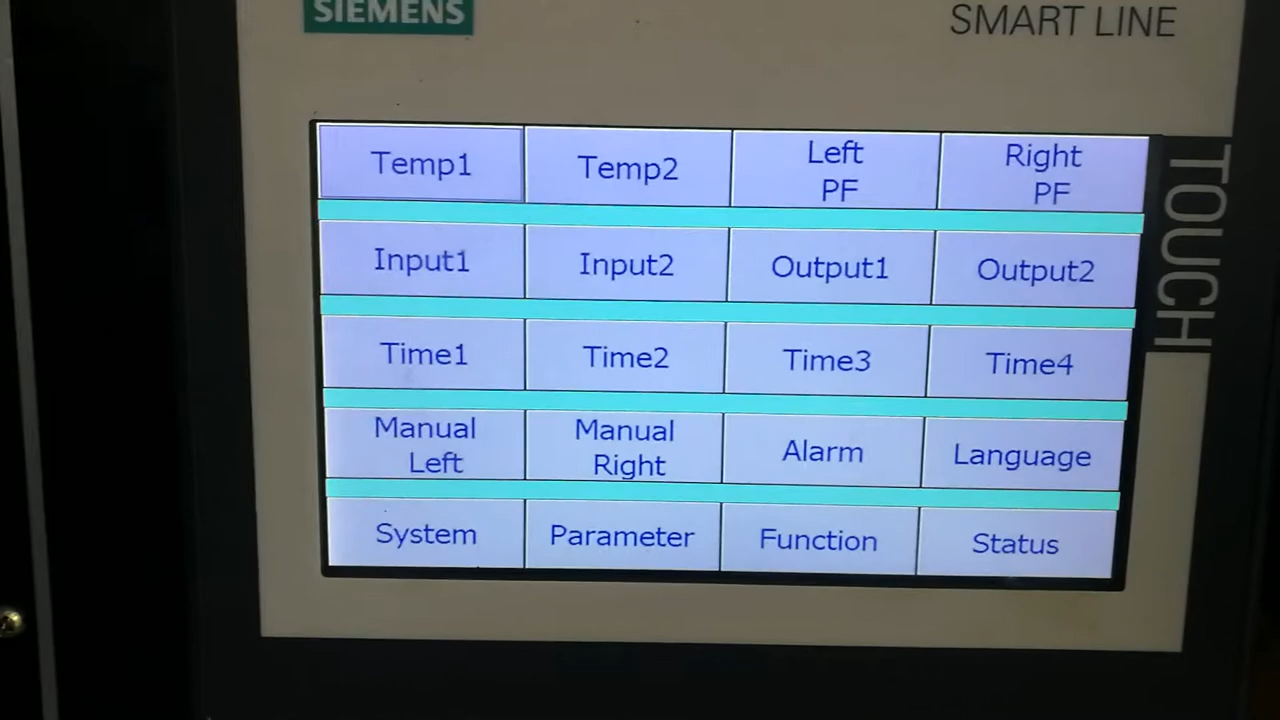 SIEMENS
SMART LINE
TOUCH
Temp1
Temp2
Left
PF
Right
PF
Input1
Input2
Output1
Output2
Time1
Time2
Time3
Time4
Manual
Left
Manual
Right
Alarm
Language
System
Parameter
Function
Status